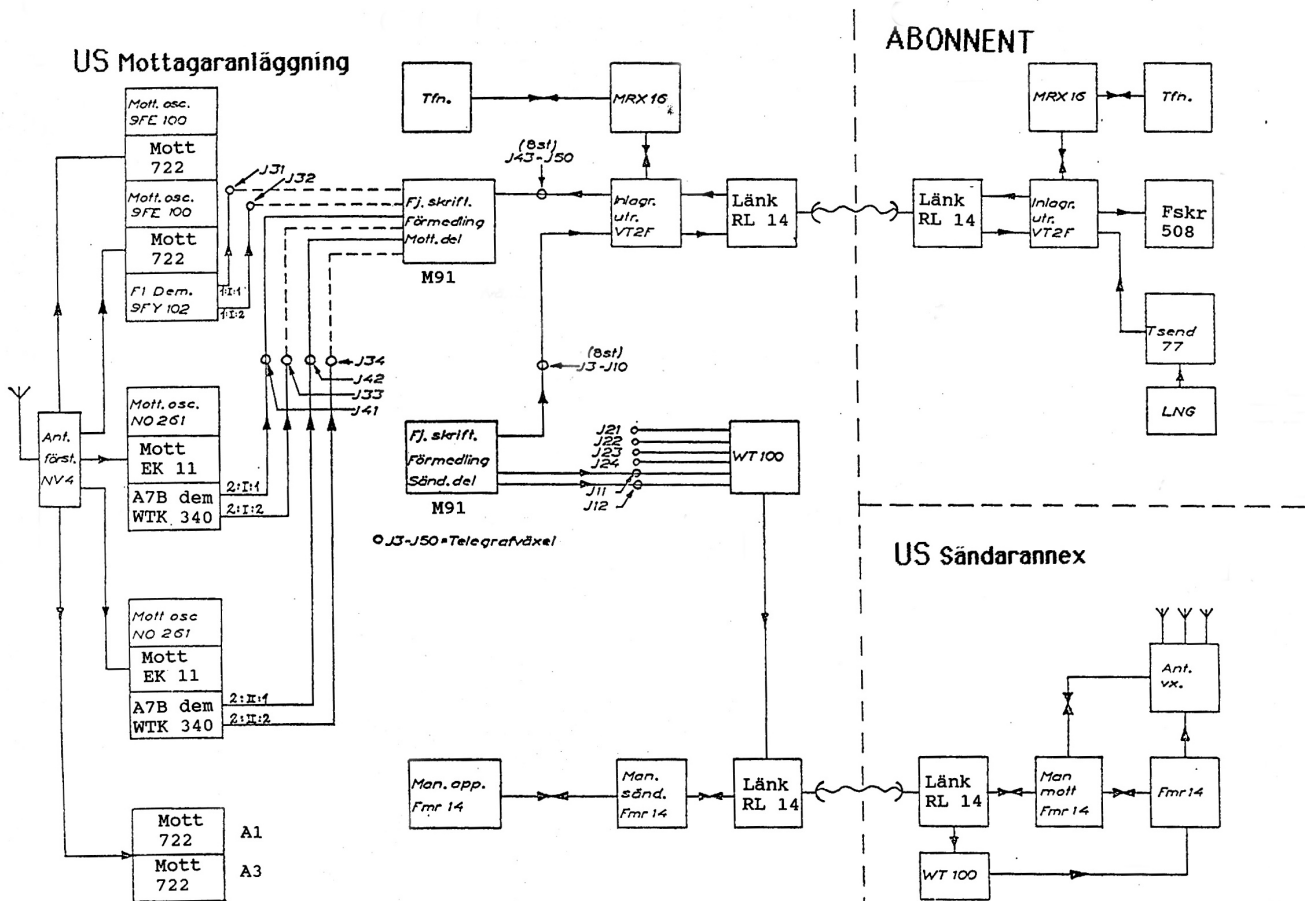 US Mottagaranläggning
Mott. osc.
9FE 100
Mott
722
Mott. osc.
9FE 100
Mott
722
F1 Dem.
9FY 102
1:I:1
1:I:2
J31
J32
Ant.
först.
NV4
Mott. osc.
NO 261
Mott
EK 11
A7B dem
WTK 340
2:I:1
2:I:2
J34
J42
J33
J41
Mott osc
NO 261
Mott
EK 11
A7B dem
WTK 340
2:II:1
2:II:2
Mott
722
A1
Mott
722
A3
Tfn.
MRX 16
4
(8st)
J43-J50
Fj. skrift.
Förmedling
Mott. del
M91
Inlagr.
utr.
VT2F
Länk
RL 14
(8st)
J3-J10
Fj. skrift.
Förmedling
Sänd. del
M91
J21
J22
J23
J24
J11
J12
WT 100
O J3-J50 = Telegrafväxel
Man. app.
Fmr 14
Man.
sänd.
Fmr 14
Länk
RL 14
ABONNENT
MRX 16
Tfn.
Länk
RL 14
Inlagr.
utr.
VT2F
Fskr
508
Tsend
77
LNG
US Sändarannex
Ant.
vx.
Länk
RL 14
Man
mott
Fmr 14
Fmr 14
WT 100